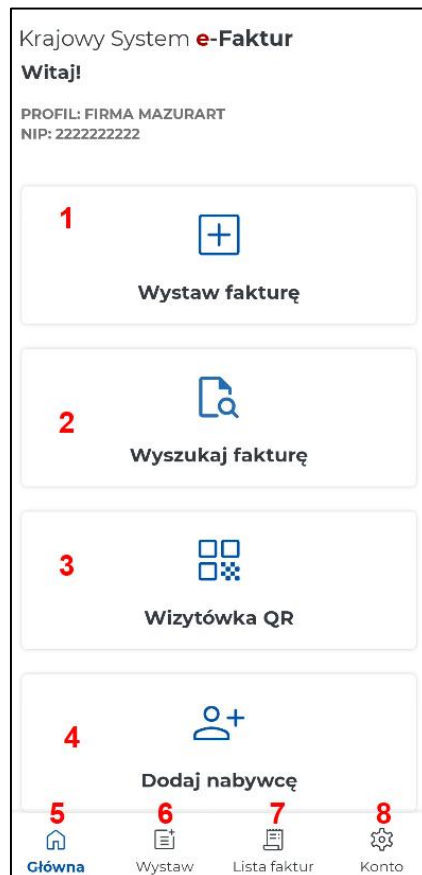 Krajowy System e-Faktur
Witaj!
PROFIL: FIRMA MAZURART
NIP: 2222222222
1
Wystaw fakturę
2
Wyszukaj fakturę
3
Wizytówka QR
4
Dodaj nabywcę
5 6 7 8
Główna Wystaw Lista faktur Konto